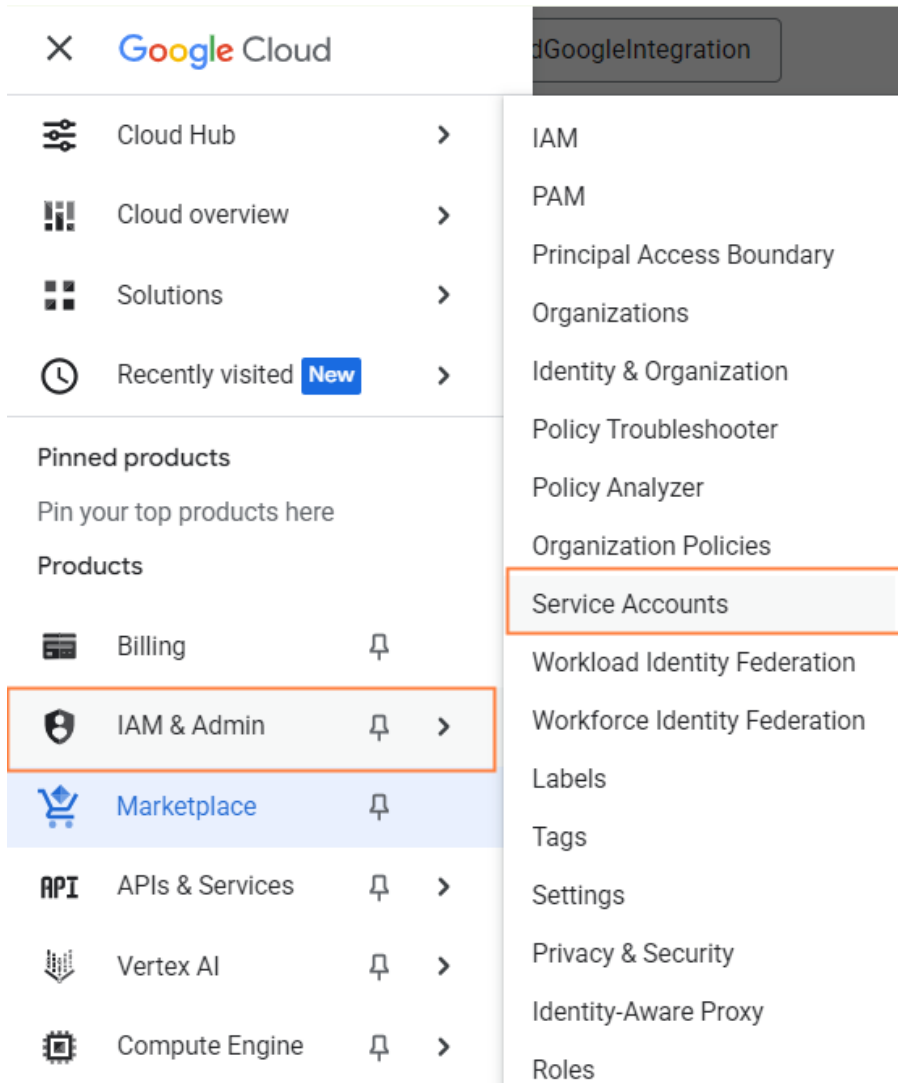 Google Cloud
dGoogleIntegration
Cloud Hub
Cloud overview
Solutions
Recently visited New
Pinned products
Pin your top products here
Products
Billing
IAM & Admin
Marketplace
API APIs & Services
Vertex AI
Compute Engine
IAM
PAM
Principal Access Boundary
Organizations
Identity & Organization
Policy Troubleshooter
Policy Analyzer
Organization Policies
Service Accounts
Workload Identity Federation
Workforce Identity Federation
Labels
Tags
Settings
Privacy & Security
Identity-Aware Proxy
Roles